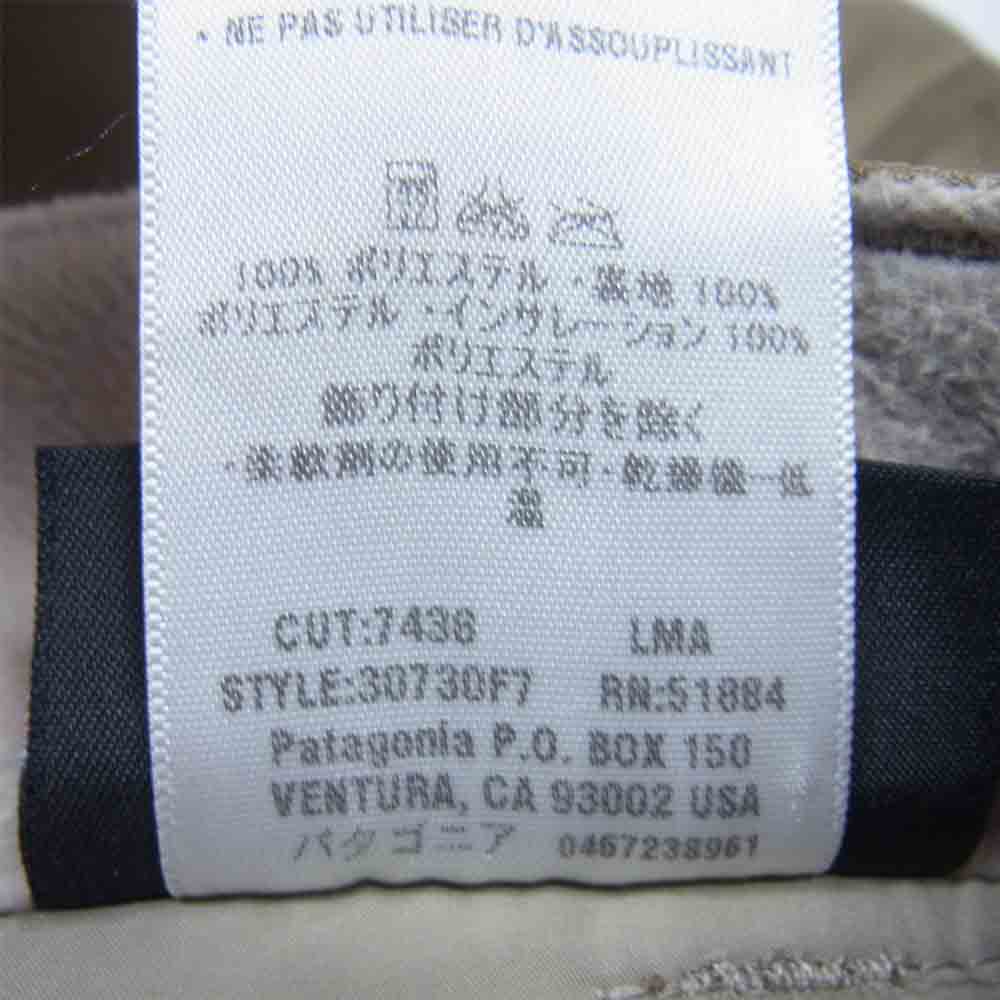 • NE PAS UTILISER D'ASSOUPLISSANT
100% ポリエステル・裏地 100%
ポリエステル・インサレーション 100%
ポリエステル
飾り付け部分を除く
・柔軟剤の使用不可・乾燥機－低
温
CUT:7436 LMA
STYLE:30730F7 RN:51884
Patagonia P.O. BOX 150
VENTURA, CA 93002 USA
パタゴニア 0467238961